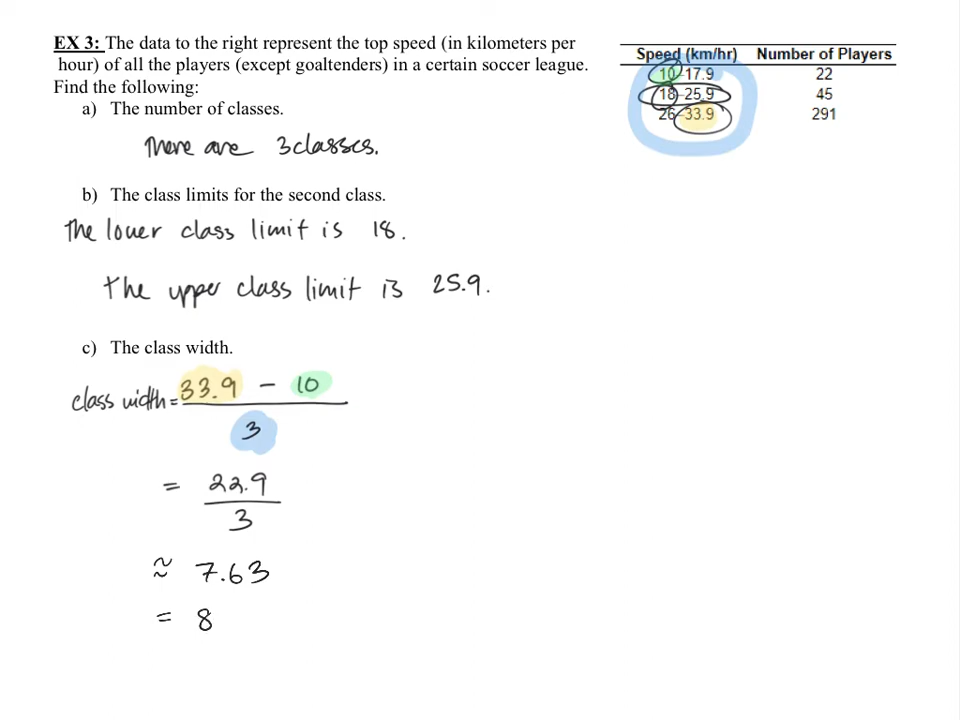 EX 3: The data to the right represent the top speed (in kilometers per
hour) of all the players (except goaltenders) in a certain soccer league.
Find the following:
a) The number of classes.
There are 3 classes.
b) The class limits for the second class.
The lower class limit is 18.
The upper class limit is 25.9.
c) The class width.
class width = 33.9 - 10
3
= 22.9
3
≈ 7.63
= 8
Speed (km/hr) Number of Players
10-17.9 22
18-25.9 45
26-33.9 291